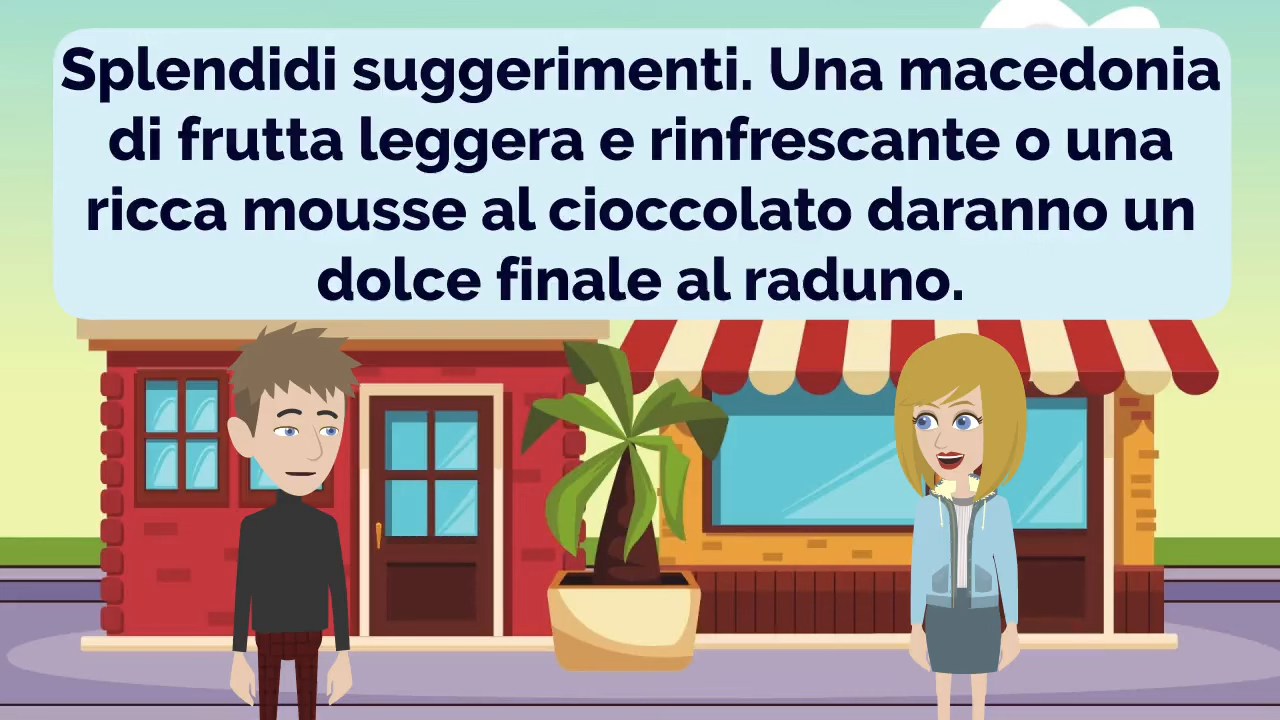 Splendidi suggerimenti. Una macedonia
di frutta leggera e rinfrescante o una
ricca mousse al cioccolato daranno un
dolce finale al raduno.